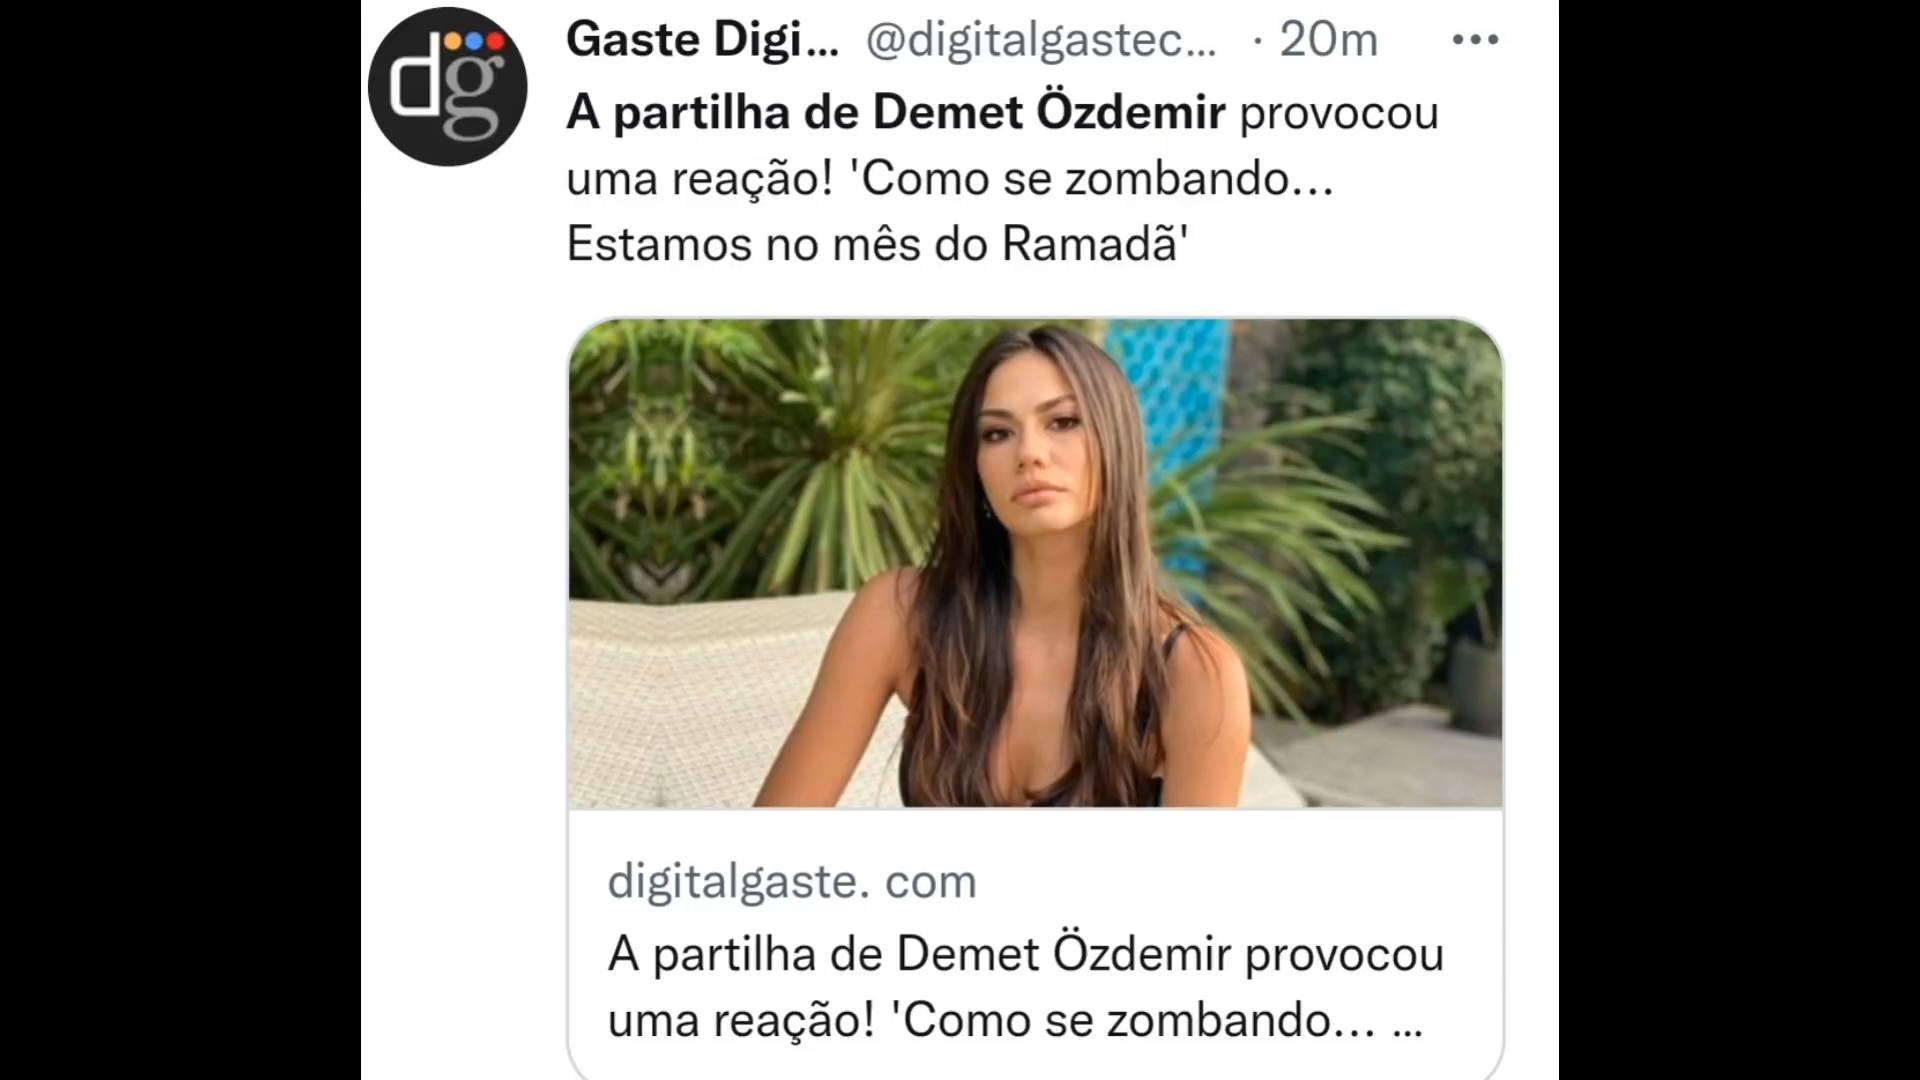 dg
Gaste Digi... @digitalgastec... · 20m
A partilha de Demet Özdemir provocou
uma reação! 'Como se zombando...
Estamos no mês do Ramadã'
digitalgaste. com
A partilha de Demet Özdemir provocou
uma reação! 'Como se zombando... ...